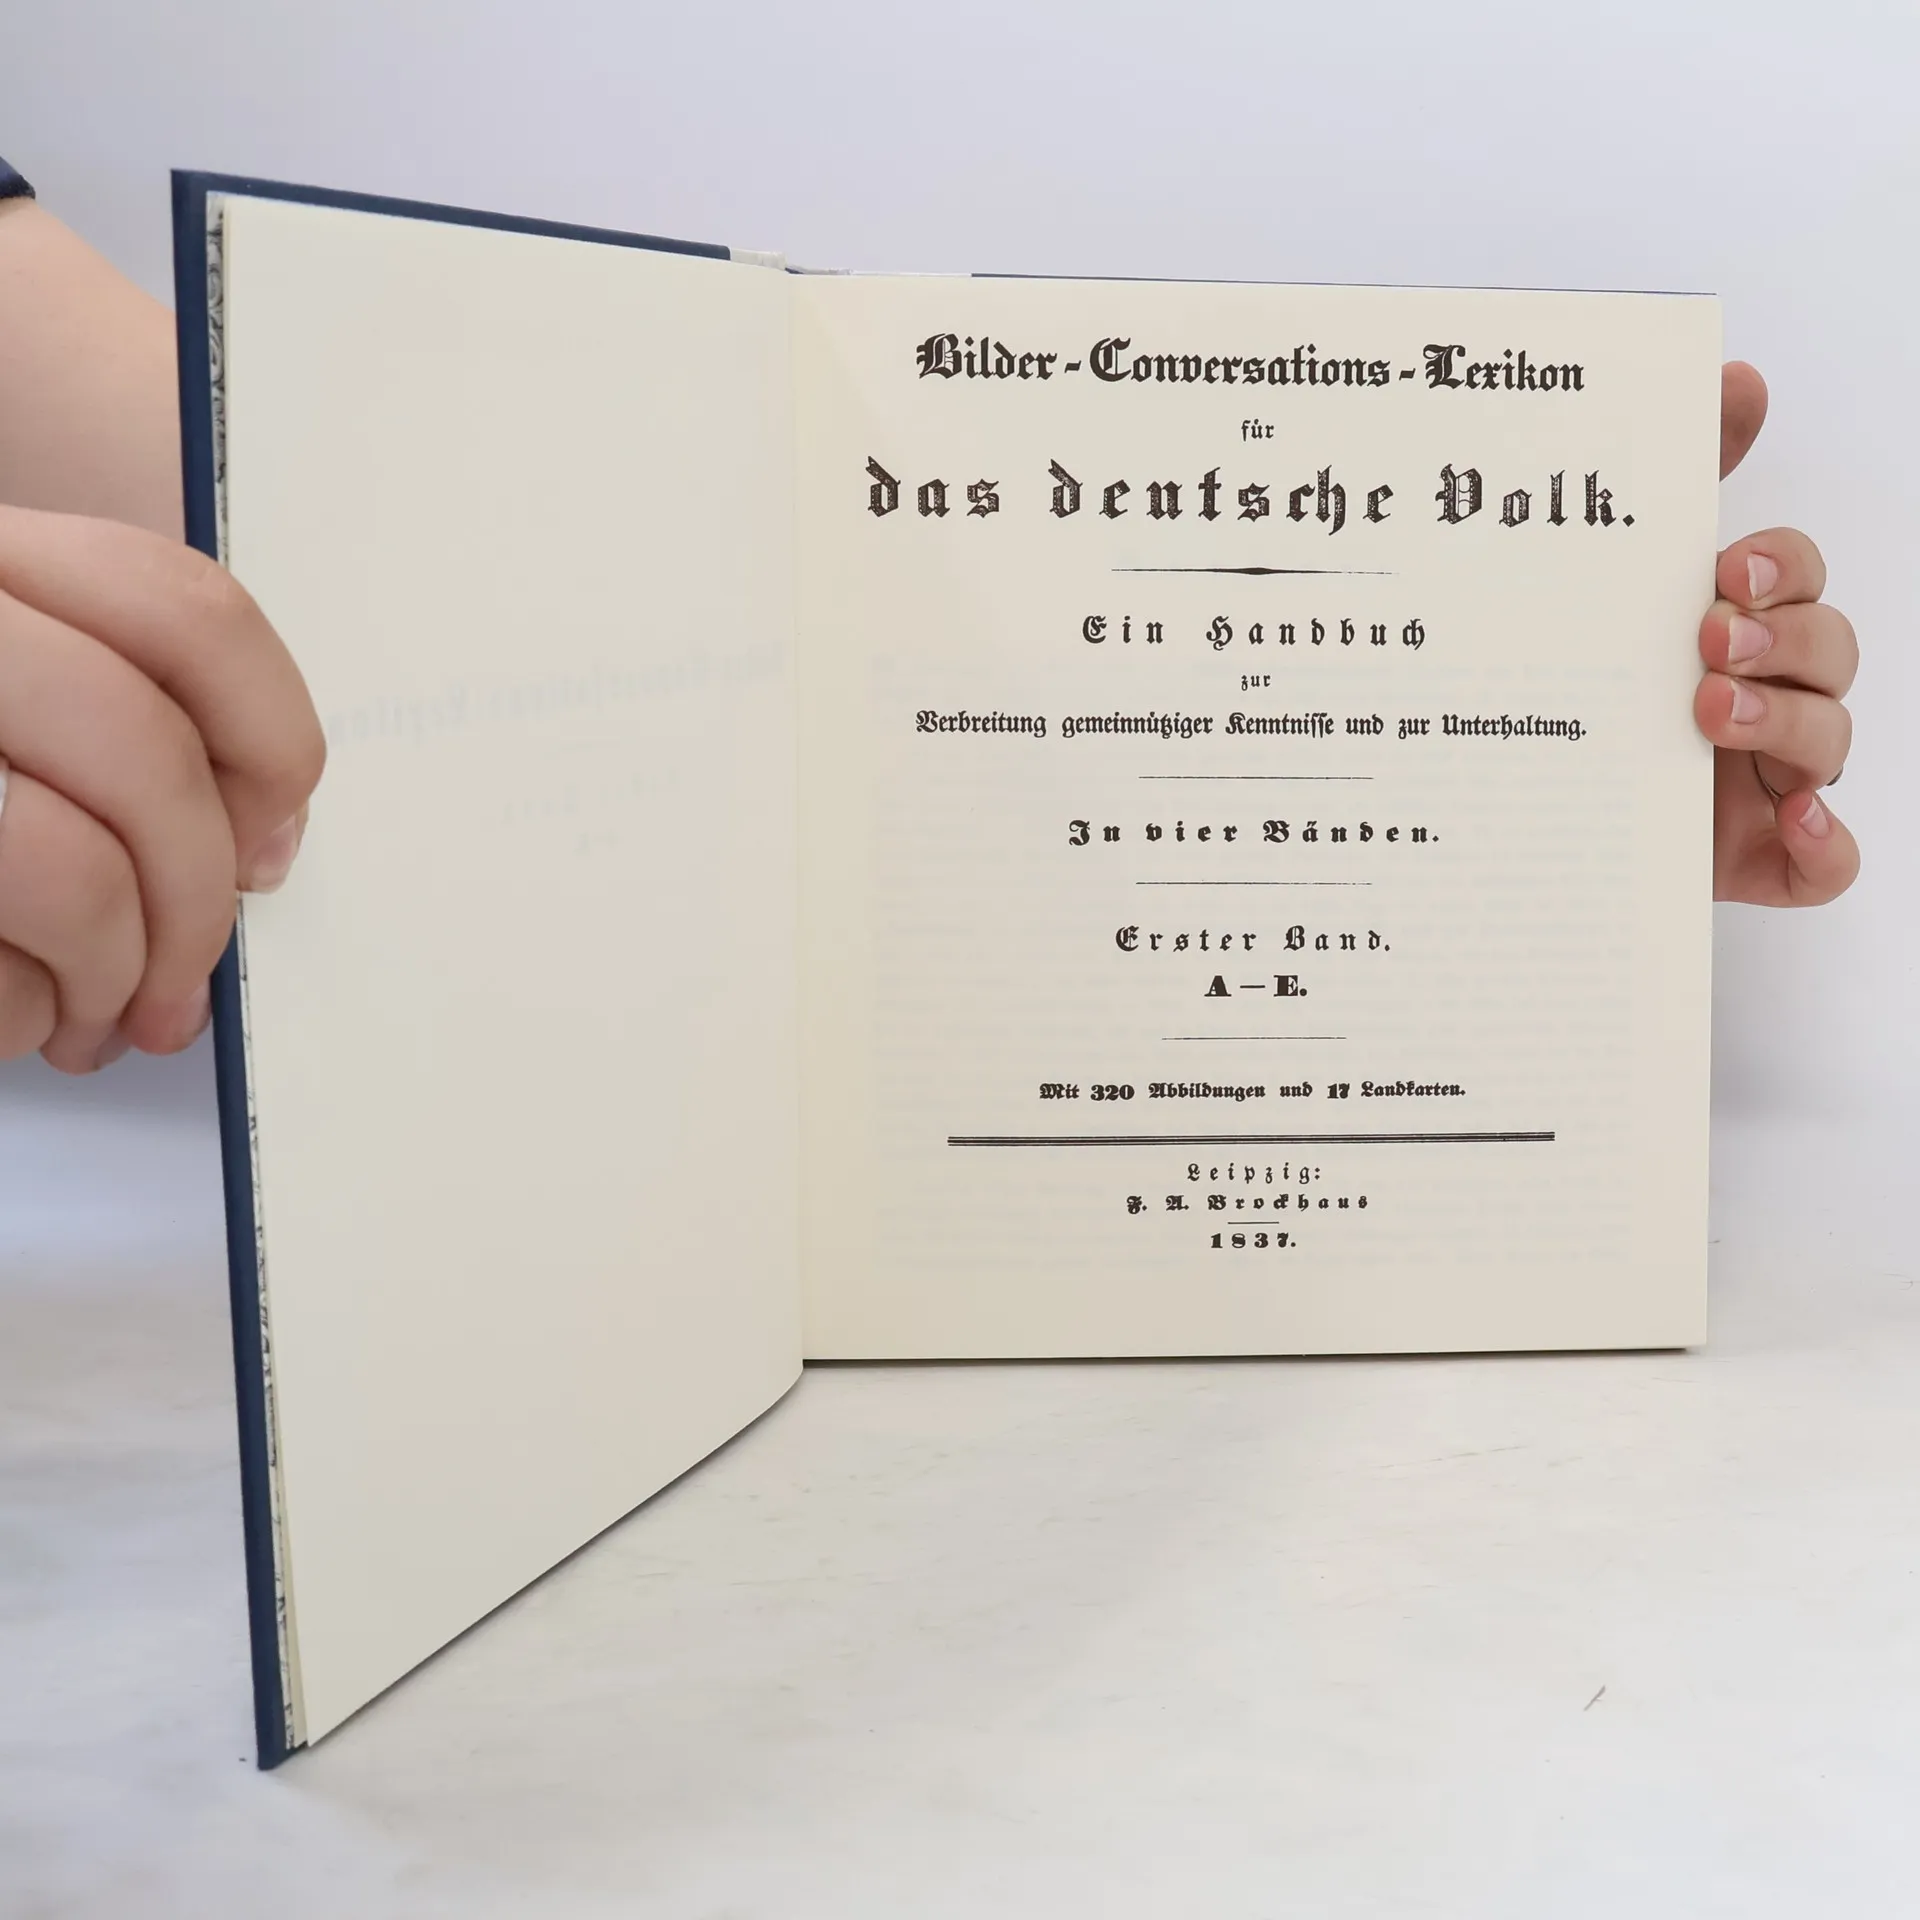 Bilder-Conversations-Lexikon
für
das deutsche Volk.
Ein Handbuch
zur
Verbreitung gemeinnütziger Kenntnisse und zur Unterhaltung.
In vier Bänden.
Erster Band.
A — E.
Mit 320 Abbildungen und 17 Landkarten.
Leipzig:
F. A. Brockhaus
1837.